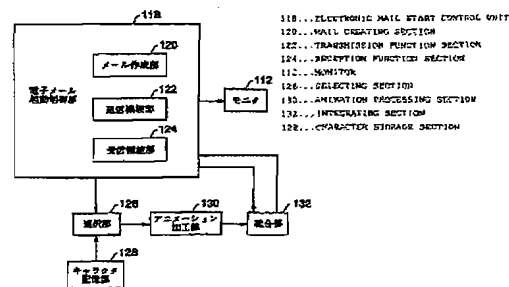 118
120
メール作成部
電子メール
起動制御部
122
送信機能部
112
モニタ
124
受信機能部
126
選択部
130
アニメーション
加工部
132
統合部
128
キャラクタ
記憶部
118...ELECTRONIC MAIL START CONTROL UNIT
120...MAIL CREATING SECTION
122...TRANSMISSION FUNCTION SECTION
124...RECEPTION FUNCTION SECTION
112...MONITOR
126...SELECTING SECTION
130...ANIMATION PROCESSING SECTION
132...INTEGRATING SECTION
128...CHARACTER STORAGE SECTION